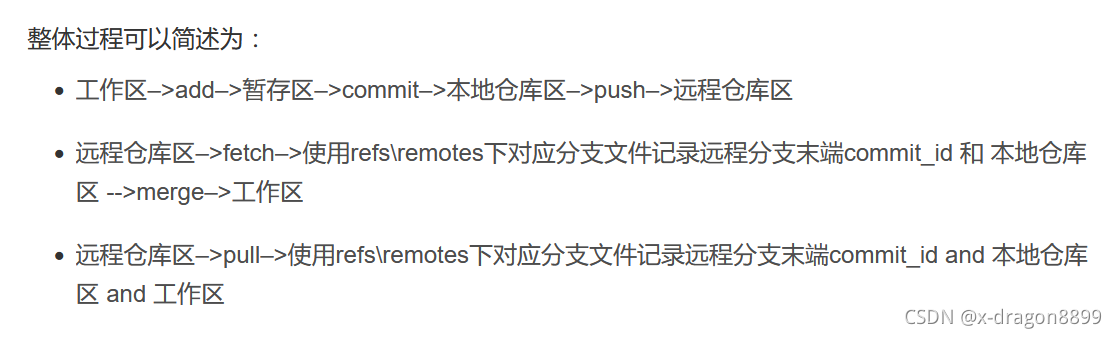 整体过程可以简述为：
• 工作区–>add–>暂存区–>commit–>本地仓库区–>push–>远程仓库区
• 远程仓库区–>fetch–>使用refs\remotes下对应分支文件记录远程分支末端commit_id 和 本地仓库
区 -->merge–>工作区
• 远程仓库区–>pull–>使用refs\remotes下对应分支文件记录远程分支末端commit_id and 本地仓库
区 and 工作区
CSDN @x-dragon8899